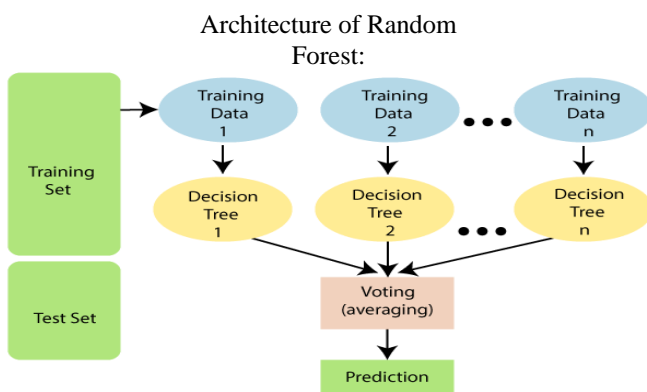 Architecture of Random
Forest:
Training
Set
Training
Data
1
Training
Data
2
Training
Data
n
Decision
Tree
1
Decision
Tree
2
Decision
Tree
n
Test Set
Voting
(averaging)
Prediction